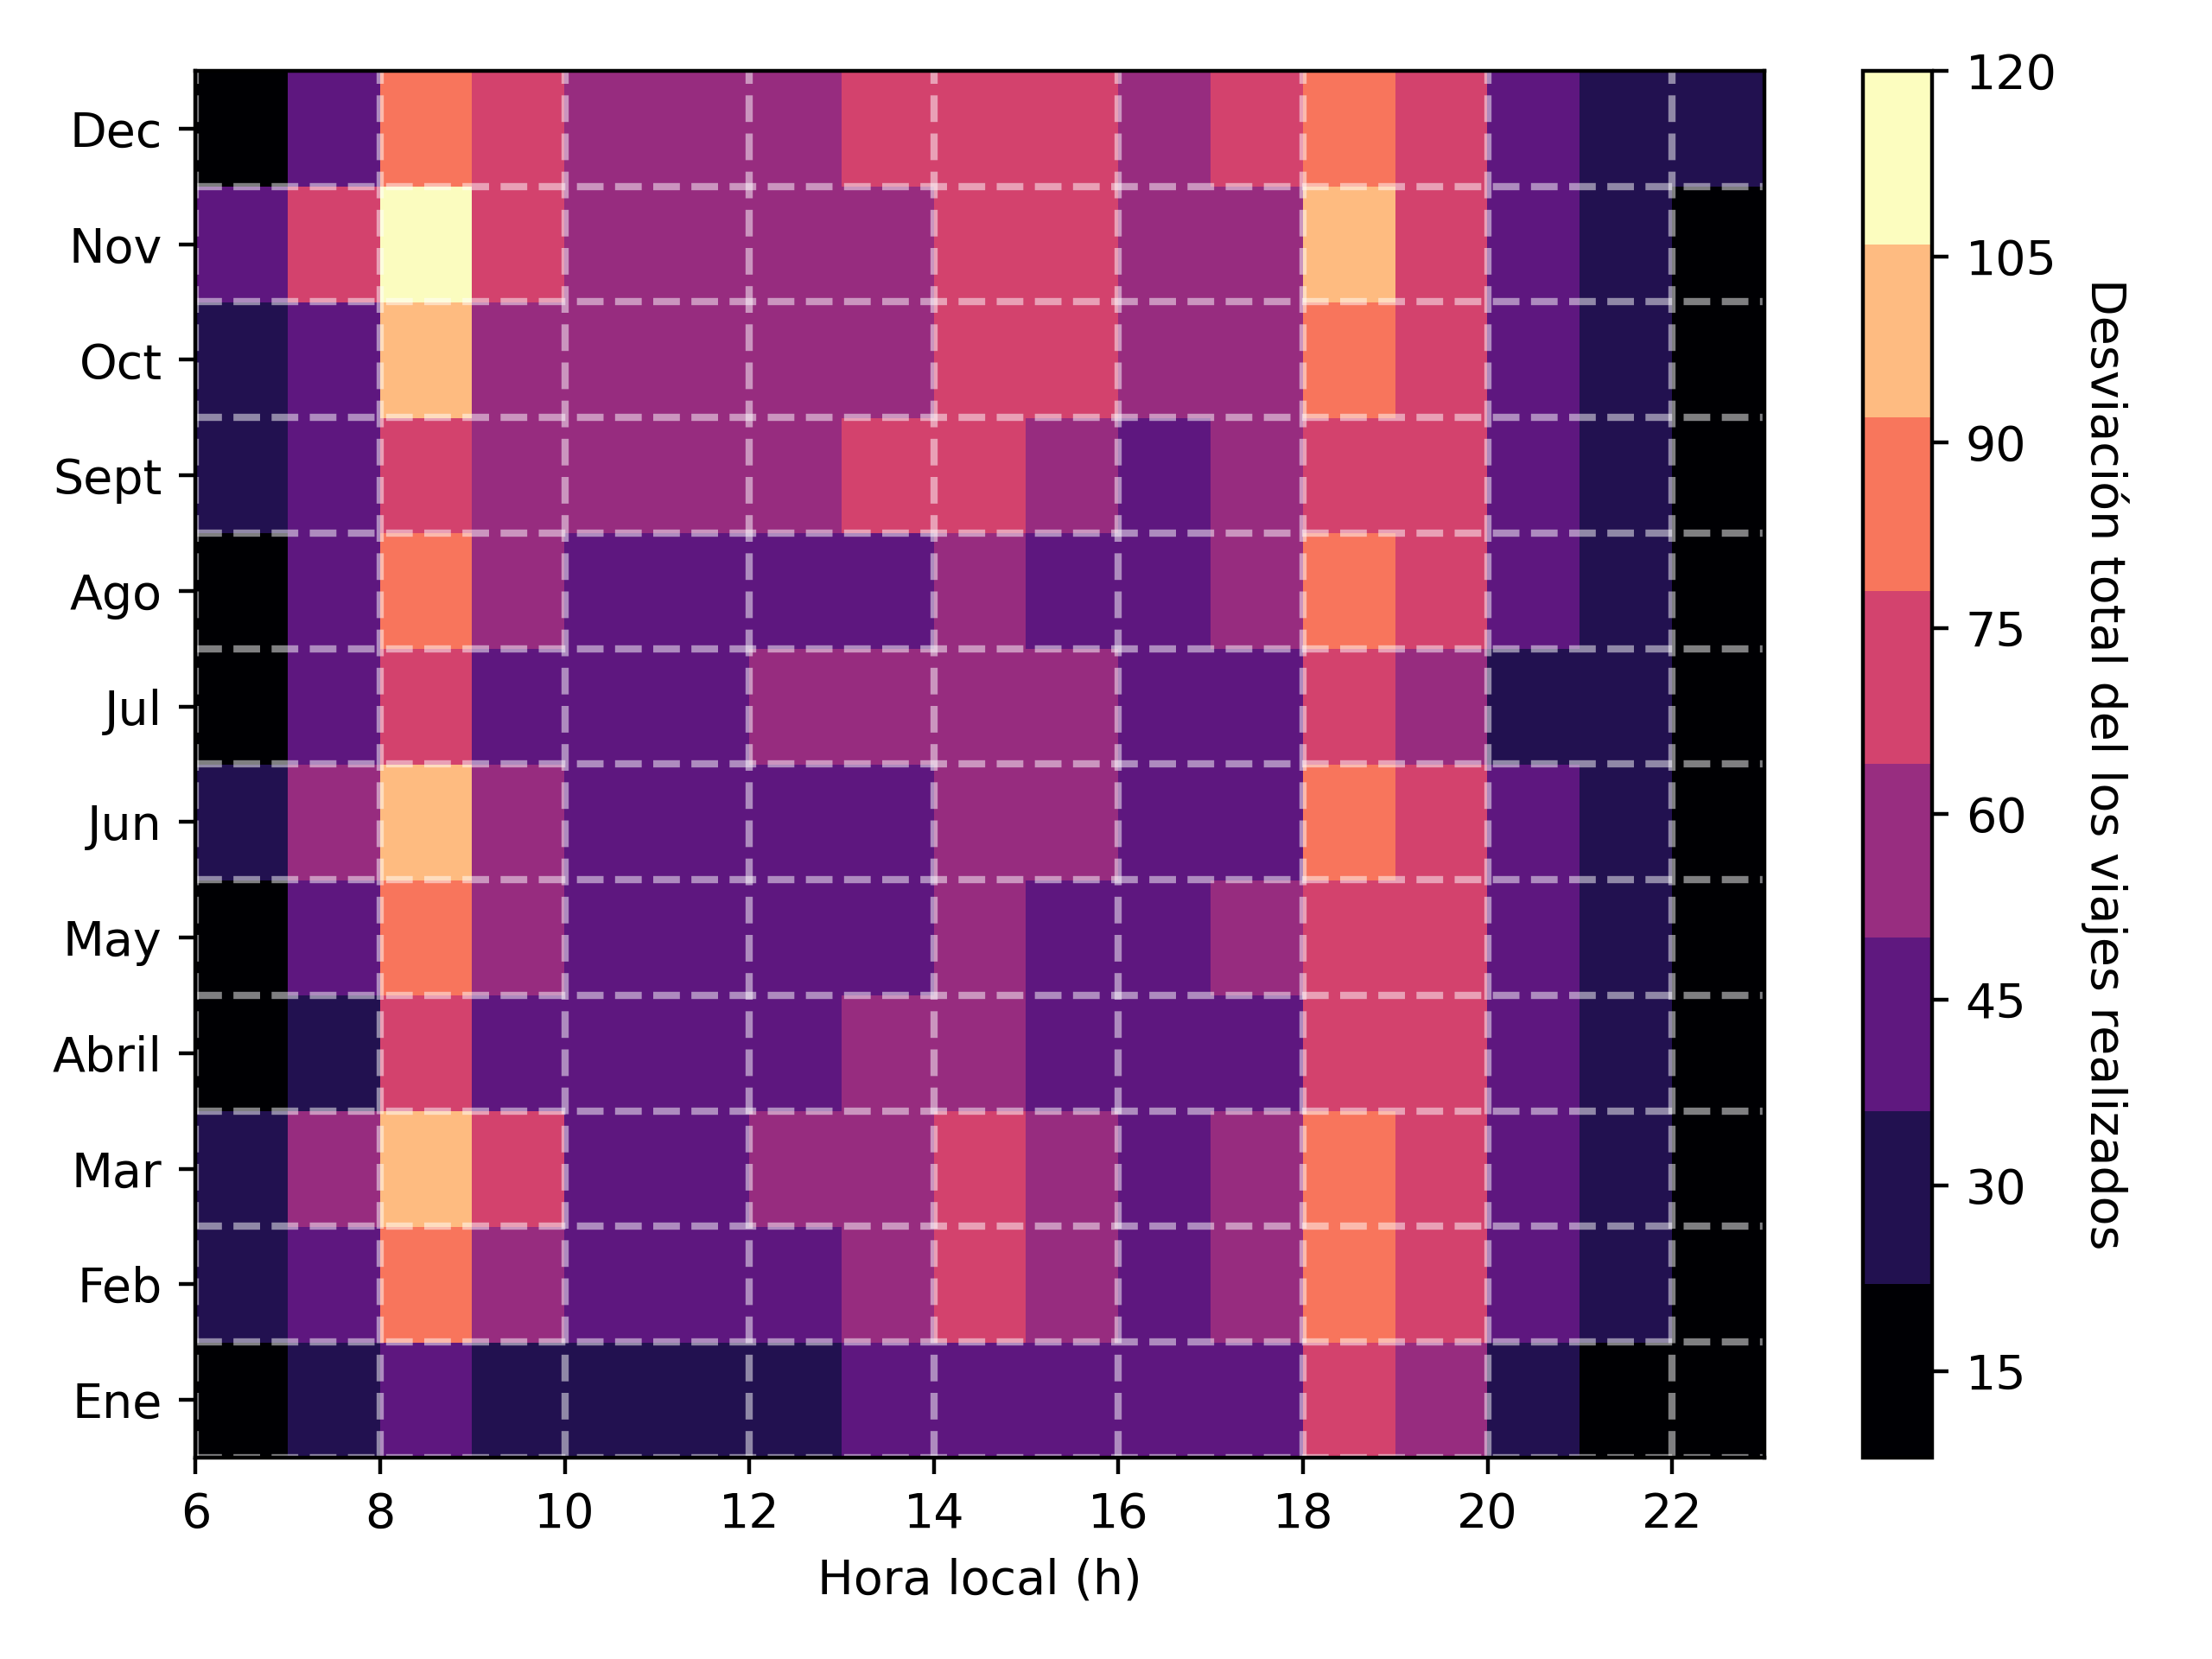 Dec
Nov
Oct
Sept
Ago
Jul
Jun
May
Abril
Mar
Feb
Ene
6 8 10 12 14 16 18 20 22
Hora local (h)
120
105
90
75
60
45
30
15
Desviación total del los viajes realizados